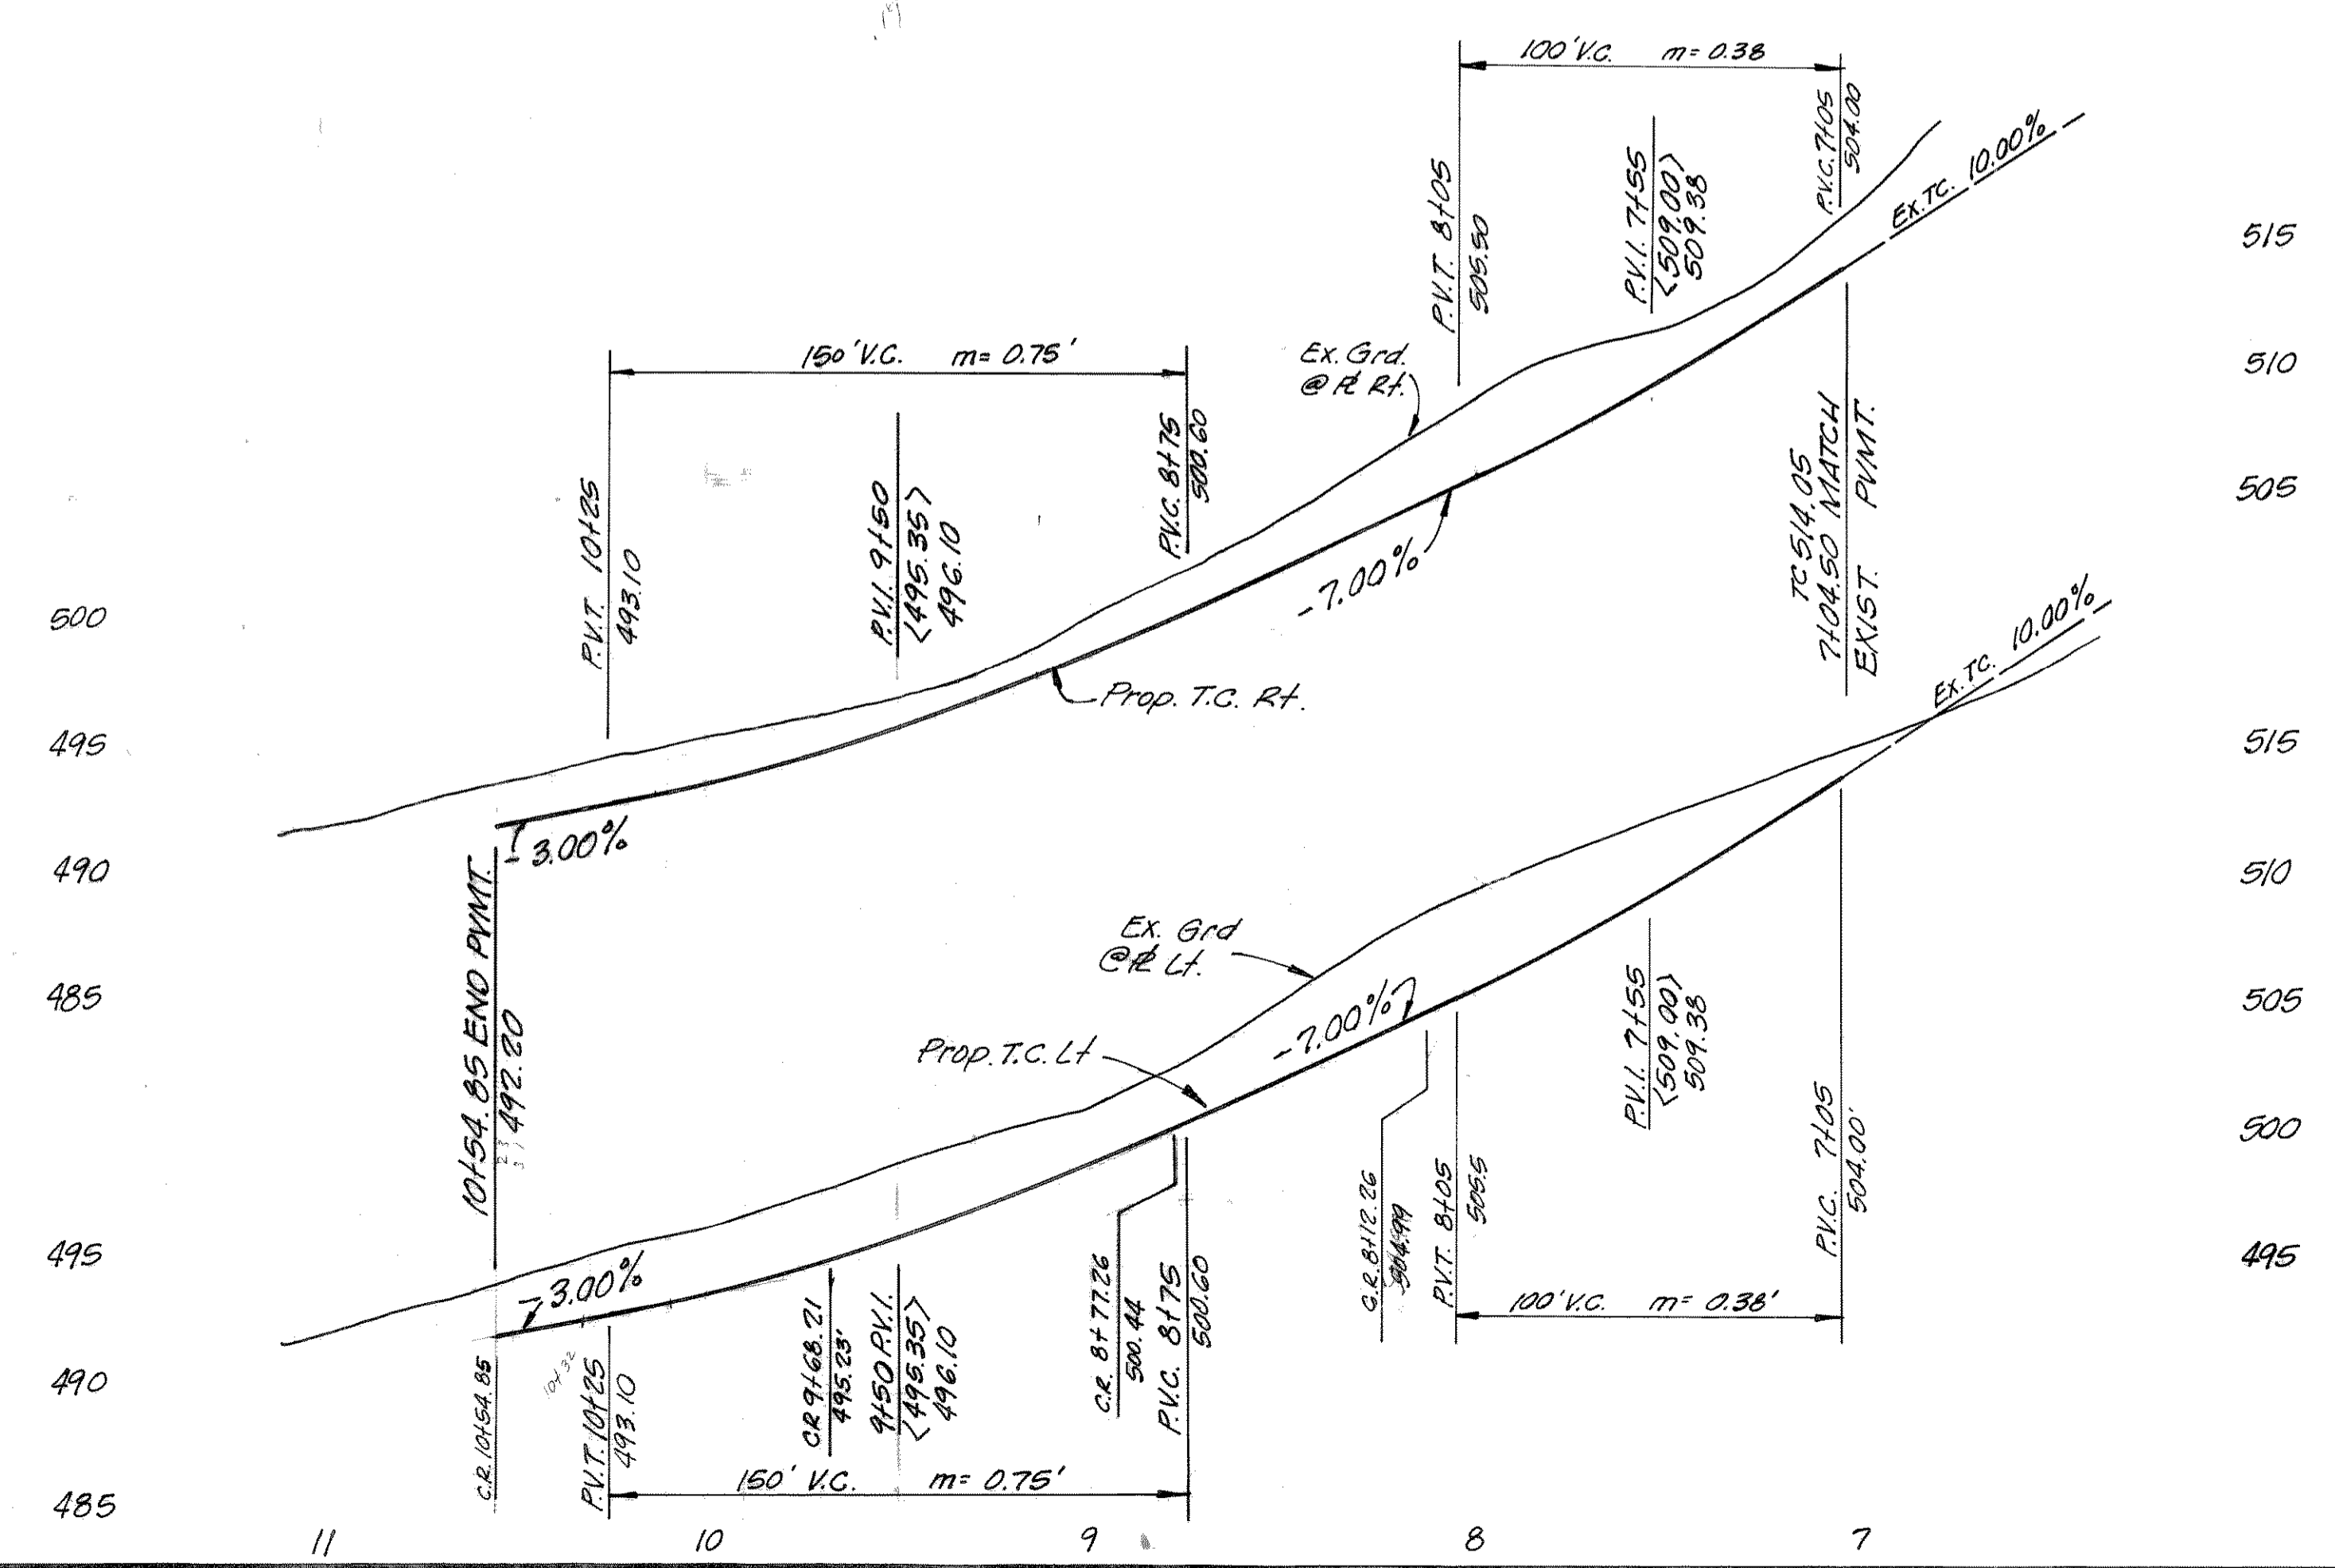 100'V.C. m= 0.38
P.V.T. 8+05
505.50
P.V.I. 7+55
<509.00>
509.38
P.V.C. 7+05
504.00
Ex. TC. 10.00%
515
510
505
150'V.C. m= 0.75'
P.V.T. 10+25
493.10
P.V.I. 9+50
<495.35>
496.10
P.V.C. 8+75
500.60
Ex. Grd.
@ PL Rt.
-7.00%
Prop. T.C. Rt.
TC 514.05
7+04.50 MATCH
EXIST. PVMT.
500
495
490
485
-3.00%
10+54.85 END PVMT.
492.20
Ex. TC. 10.00%
515
510
505
500
495
Ex. Grd
@ PL Lt.
Prop. T.C. Lt
-7.00%
P.V.I. 7+55
<509.00>
509.38
P.V.C. 7+05
504.00'
C.R. 8+12.26
504.99
P.V.T. 8+05
505.5
100'V.C. m= 0.38'
495
490
485
-3.00%
C.R. 10+54.85
10+32
P.V.T. 10+25
493.10
CR 9+68.21
495.23'
9+50 P.V.I.
<495.35>
496.10
C.R. 8+77.26
500.44
P.V.C. 8+75
500.60
150' V.C. m= 0.75'
11 10 9 8 7